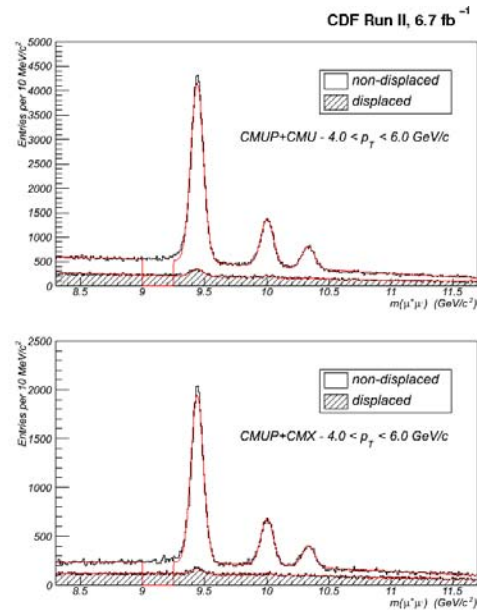 CDF Run II, 6.7 fb⁻¹
Entries per 10 MeV/c²
5000
4500
4000
3500
3000
2500
2000
1500
1000
500
0
non-displaced
displaced
CMUP+CMU - 4.0 < p_T < 6.0 GeV/c
8.5 9 9.5 10 10.5 11 11.5
m(μ⁺μ⁻) (GeV/c²)
Entries per 10 MeV/c²
2500
2000
1500
1000
500
0
non-displaced
displaced
CMUP+CMX - 4.0 < p_T < 6.0 GeV/c
8.5 9 9.5 10 10.5 11 11.5
m(μ⁺μ⁻) (GeV/c²)